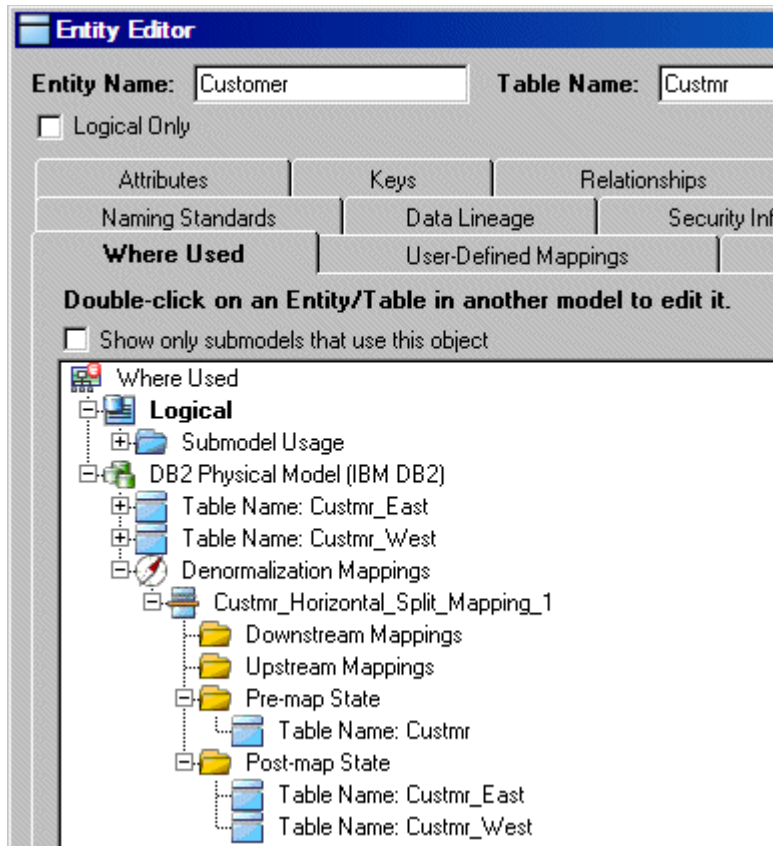 Entity Editor
Entity Name: Customer Table Name: Custmr
Logical Only
Attributes Keys Relationships
Naming Standards Data Lineage Security Inf
Where Used User-Defined Mappings
Double-click on an Entity/Table in another model to edit it.
Show only submodels that use this object
Where Used
Logical
Submodel Usage
DB2 Physical Model (IBM DB2)
Table Name: Custmr_East
Table Name: Custmr_West
Denormalization Mappings
Custmr_Horizontal_Split_Mapping_1
Downstream Mappings
Upstream Mappings
Pre-map State
Table Name: Custmr
Post-map State
Table Name: Custmr_East
Table Name: Custmr_West